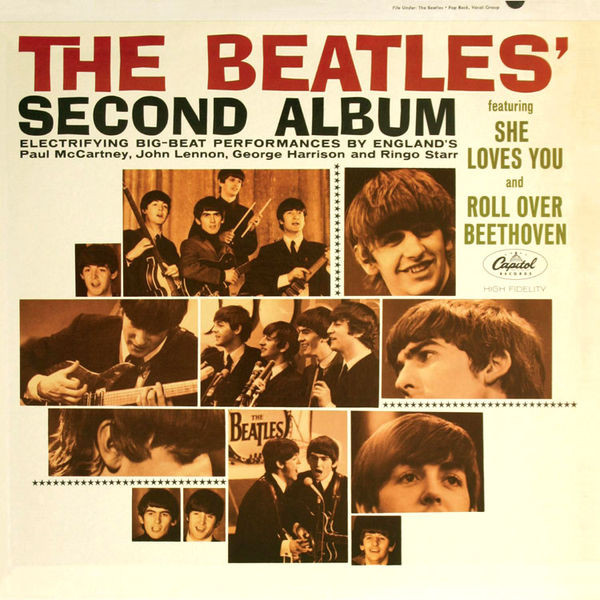 File Under: The Beatles • Pop Rock, Vocal Group
THE BEATLES'
SECOND ALBUM
ELECTRIFYING BIG-BEAT PERFORMANCES BY ENGLAND'S
Paul McCartney, John Lennon, George Harrison and Ringo Starr
featuring
SHE
LOVES YOU
and
ROLL OVER
BEETHOVEN
Capitol
RECORDS
HIGH FIDELITY
THE
BEATLES